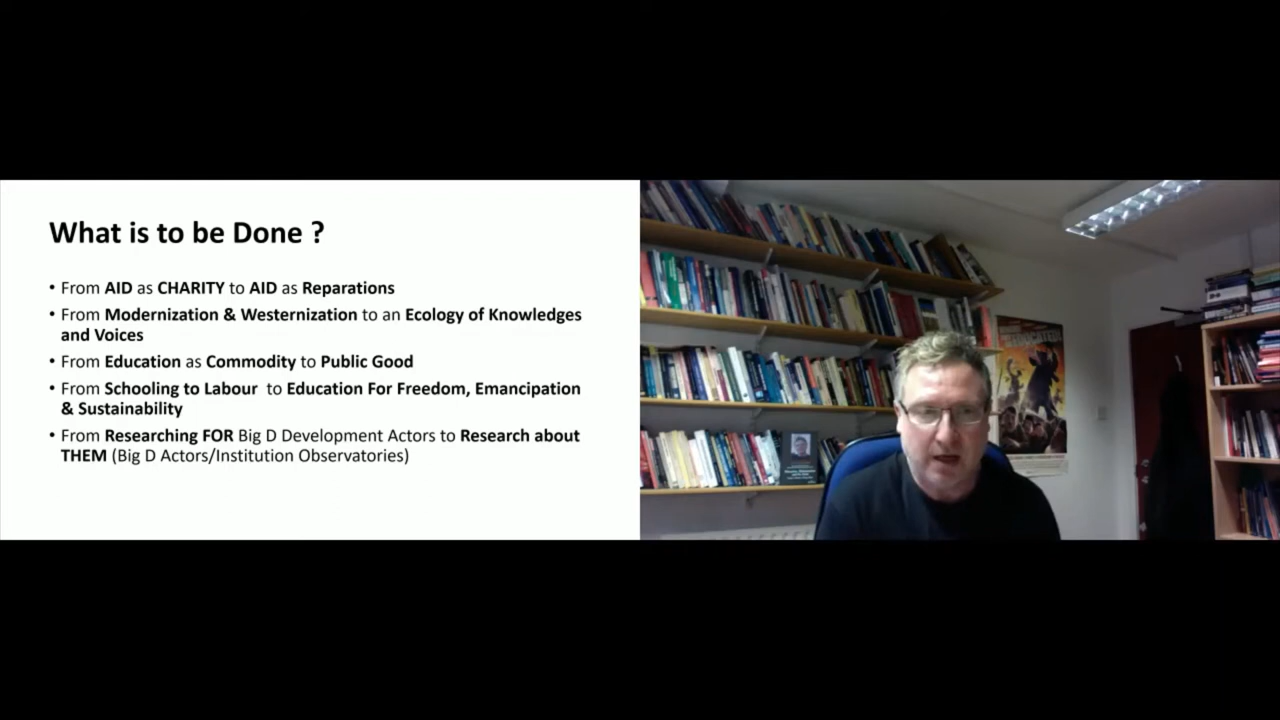 What is to be Done ?
• From AID as CHARITY to AID as Reparations
• From Modernization & Westernization to an Ecology of Knowledges
and Voices
• From Education as Commodity to Public Good
• From Schooling to Labour  to Education For Freedom, Emancipation
& Sustainability
• From Researching FOR Big D Development Actors to Research about
THEM (Big D Actors/Institution Observatories)